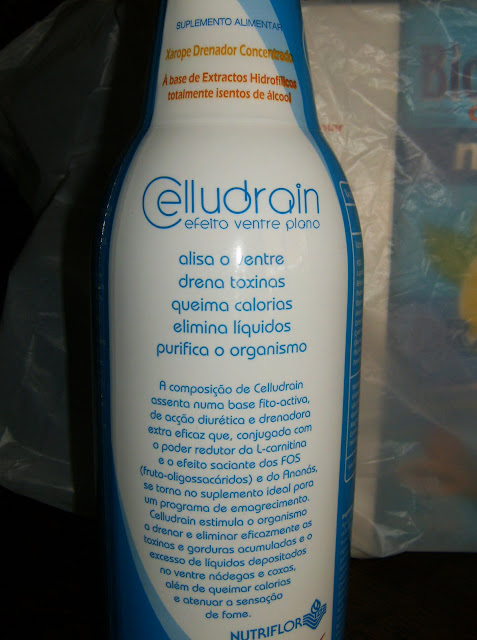 SUPLEMENTO ALIMENTAR
Xarope Drenador Concentrado
À base de Extractos Hidrofílicos
totalmente isentos de álcool
Celludrain
efeito ventre plano
alisa o ventre
drena toxinas
queima calorias
elimina líquidos
purifica o organismo
A composição de Celludrain
assenta numa base fito-activa,
de acção diurética e drenadora
extra eficaz que, conjugada com
o poder redutor da L-carnitina
e o efeito saciante dos FOS
(fruto-oligossacáridos) e do Ananás,
se torna no suplemento ideal para
um programa de emagrecimento.
Celludrain estimula o organismo
a drenar e eliminar eficazmente as
toxinas e gorduras acumuladas e o
excesso de líquidos depositados
no ventre nádegas e coxas,
além de queimar calorias
e atenuar a sensação
de fome.
NUTRIFLOR